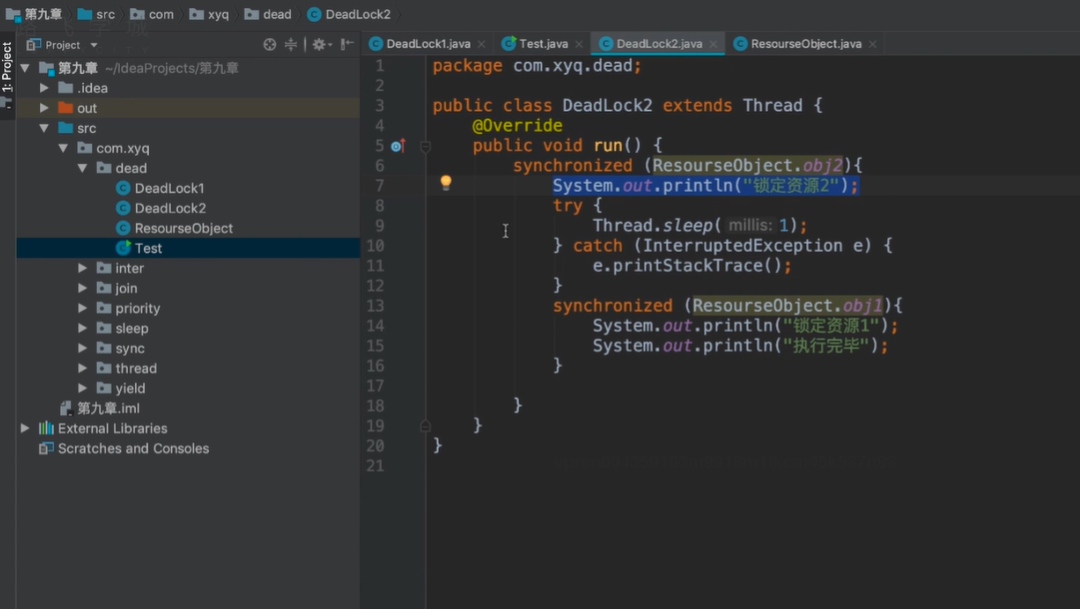 第九章 src com xyq dead DeadLock2
Project
DeadLock1.java Test.java DeadLock2.java ResourseObject.java
1: Project
第九章 ~/IdeaProjects/第九章
.idea
out
src
com.xyq
dead
DeadLock1
DeadLock2
ResourseObject
Test
inter
join
priority
sleep
sync
thread
yield
第九章.iml
External Libraries
Scratches and Consoles
1 package com.xyq.dead;
2
3 public class DeadLock2 extends Thread {
4 @Override
5 public void run() {
6 synchronized (ResourseObject.obj2){
7 System.out.println("锁定资源2");
8 try {
9 Thread.sleep( millis: 1);
10 } catch (InterruptedException e) {
11 e.printStackTrace();
12 }
13 synchronized (ResourseObject.obj1){
14 System.out.println("锁定资源1");
15 System.out.println("执行完毕");
16 }
17
18 }
19 }
20 }
21